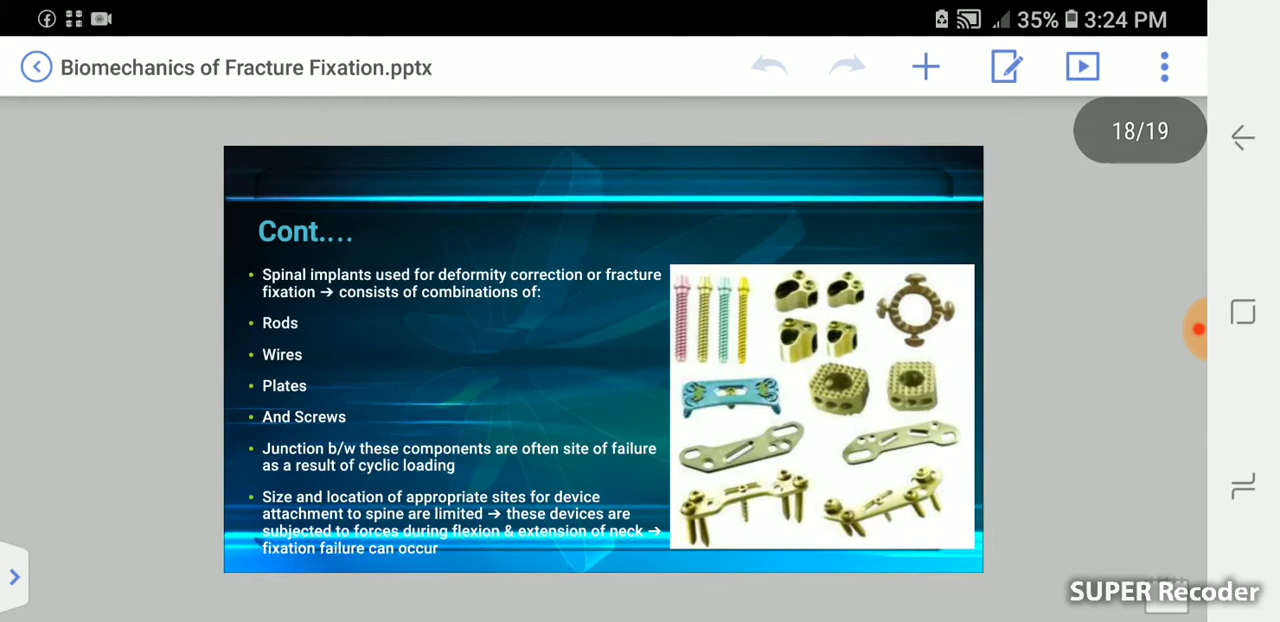 35% 3:24 PM
Biomechanics of Fracture Fixation.pptx
18/19
Cont....
• Spinal implants used for deformity correction or fracture
fixation → consists of combinations of:
• Rods
• Wires
• Plates
• And Screws
• Junction b/w these components are often site of failure
as a result of cyclic loading
• Size and location of appropriate sites for device
attachment to spine are limited → these devices are
subjected to forces during flexion & extension of neck →
fixation failure can occur
SUPER Recoder